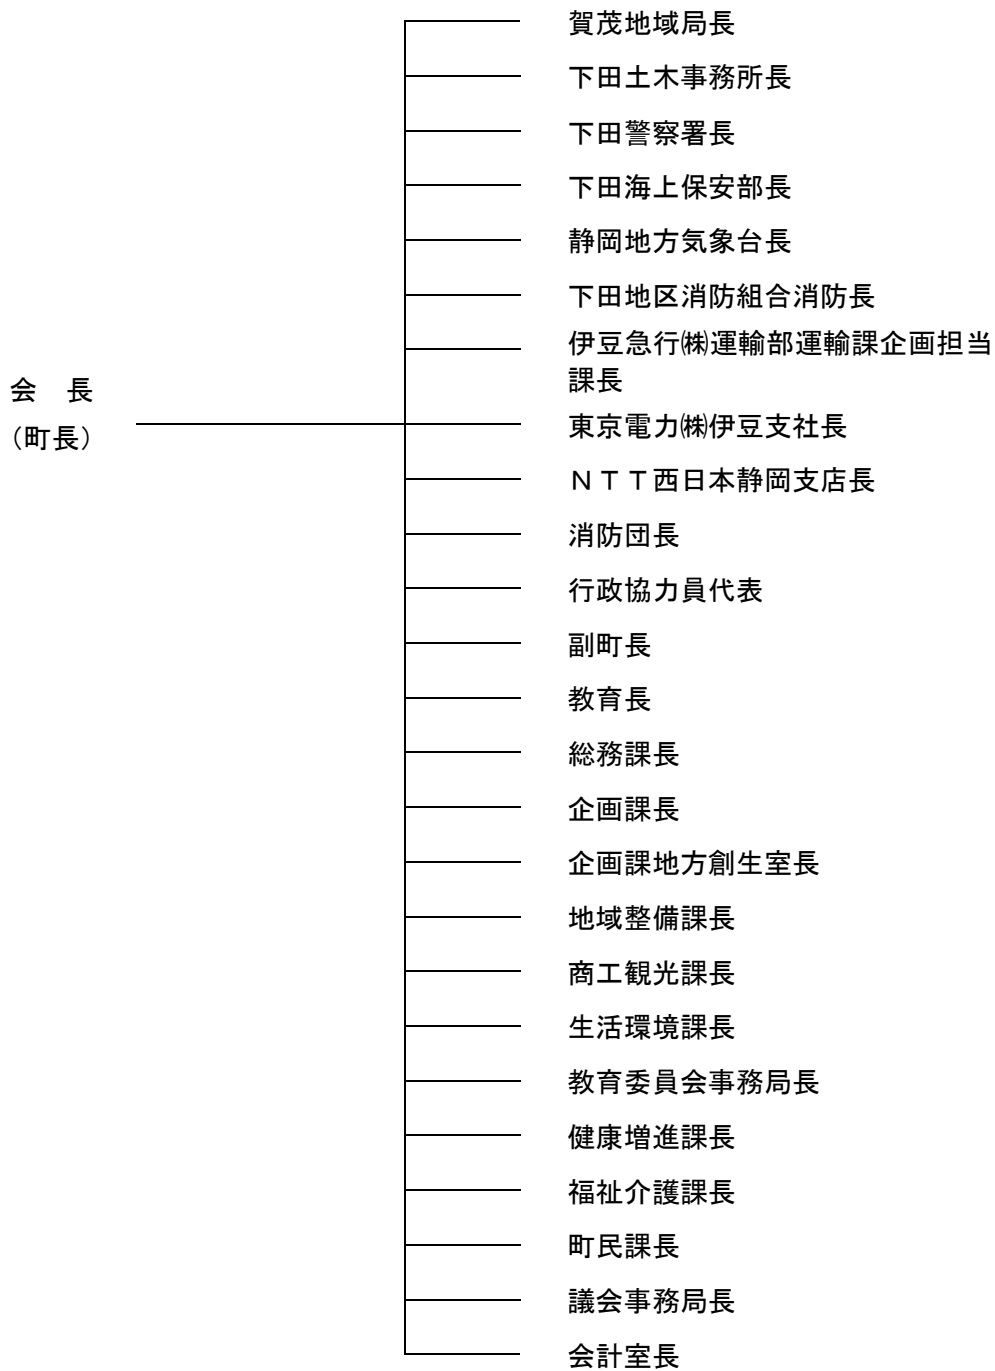 会　長
（町長）
賀茂地域局長
下田土木事務所長
下田警察署長
下田海上保安部長
静岡地方気象台長
下田地区消防組合消防長
伊豆急行㈱運輸部運輸課企画担当
課長
東京電力㈱伊豆支社長
ＮＴＴ西日本静岡支店長
消防団長
行政協力員代表
副町長
教育長
総務課長
企画課長
企画課地方創生室長
地域整備課長
商工観光課長
生活環境課長
教育委員会事務局長
健康増進課長
福祉介護課長
町民課長
議会事務局長
会計室長